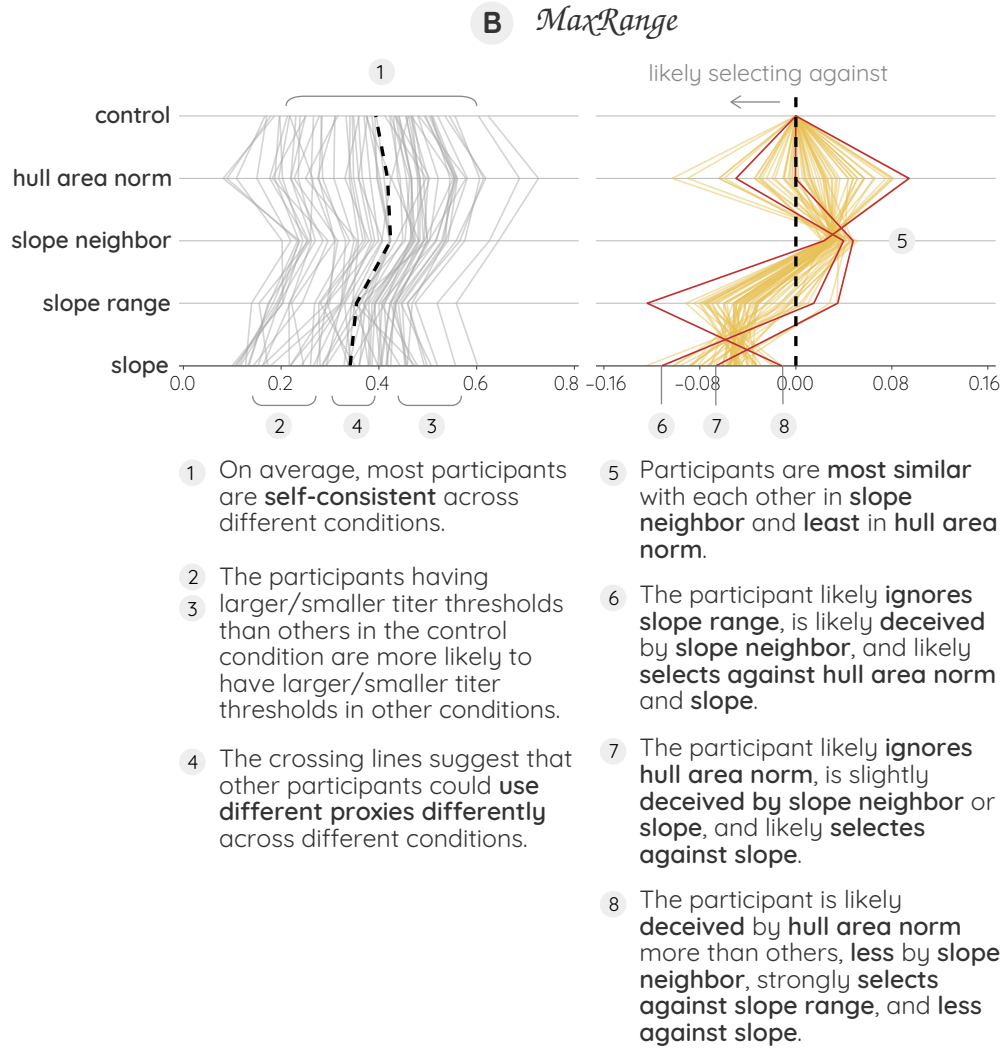 B MaxRange
1
likely selecting against
control
hull area norm
slope neighbor
5
slope range
slope
0.0 0.2 0.4 0.6 0.8
−0.16 −0.08 0.00 0.08 0.16
2 4 3
6 7 8
1 On average, most participants
are self-consistent across
different conditions.
2 The participants having
3 larger/smaller titer thresholds
than others in the control
condition are more likely to
have larger/smaller titer
thresholds in other conditions.
4 The crossing lines suggest that
other participants could use
different proxies differently
across different conditions.
5 Participants are most similar
with each other in slope
neighbor and least in hull area
norm.
6 The participant likely ignores
slope range, is likely deceived
by slope neighbor, and likely
selects against hull area norm
and slope.
7 The participant likely ignores
hull area norm, is slightly
deceived by slope neighbor or
slope, and likely selectes
against slope.
8 The participant is likely
deceived by hull area norm
more than others, less by slope
neighbor, strongly selects
against slope range, and less
against slope.